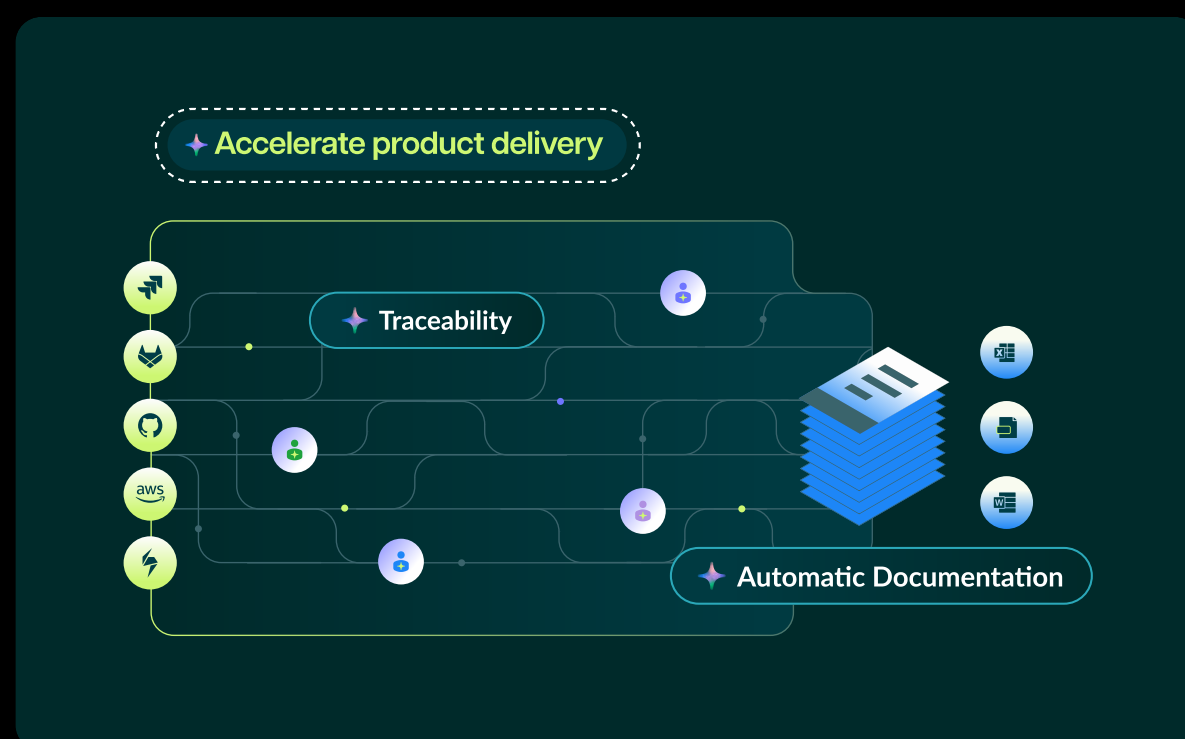 Accelerate product delivery
Traceability
aws
X
W
Automatic Documentation